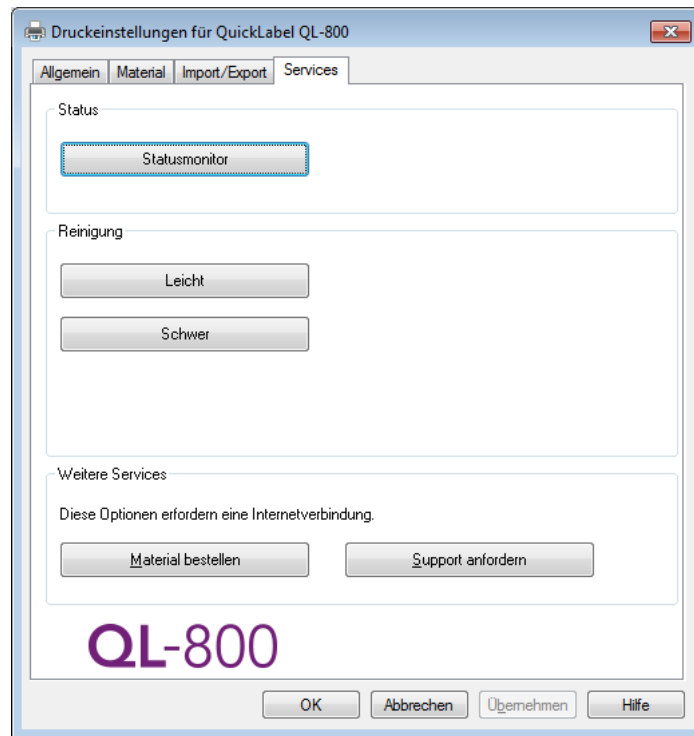 Druckeinstellungen für QuickLabel QL-800
Allgemein Material Import/Export Services
Status
Statusmonitor
Reinigung
Leicht
Schwer
Weitere Services
Diese Optionen erfordern eine Internetverbindung.
Material bestellen Support anfordern
QL-800
OK Abbrechen Übernehmen Hilfe